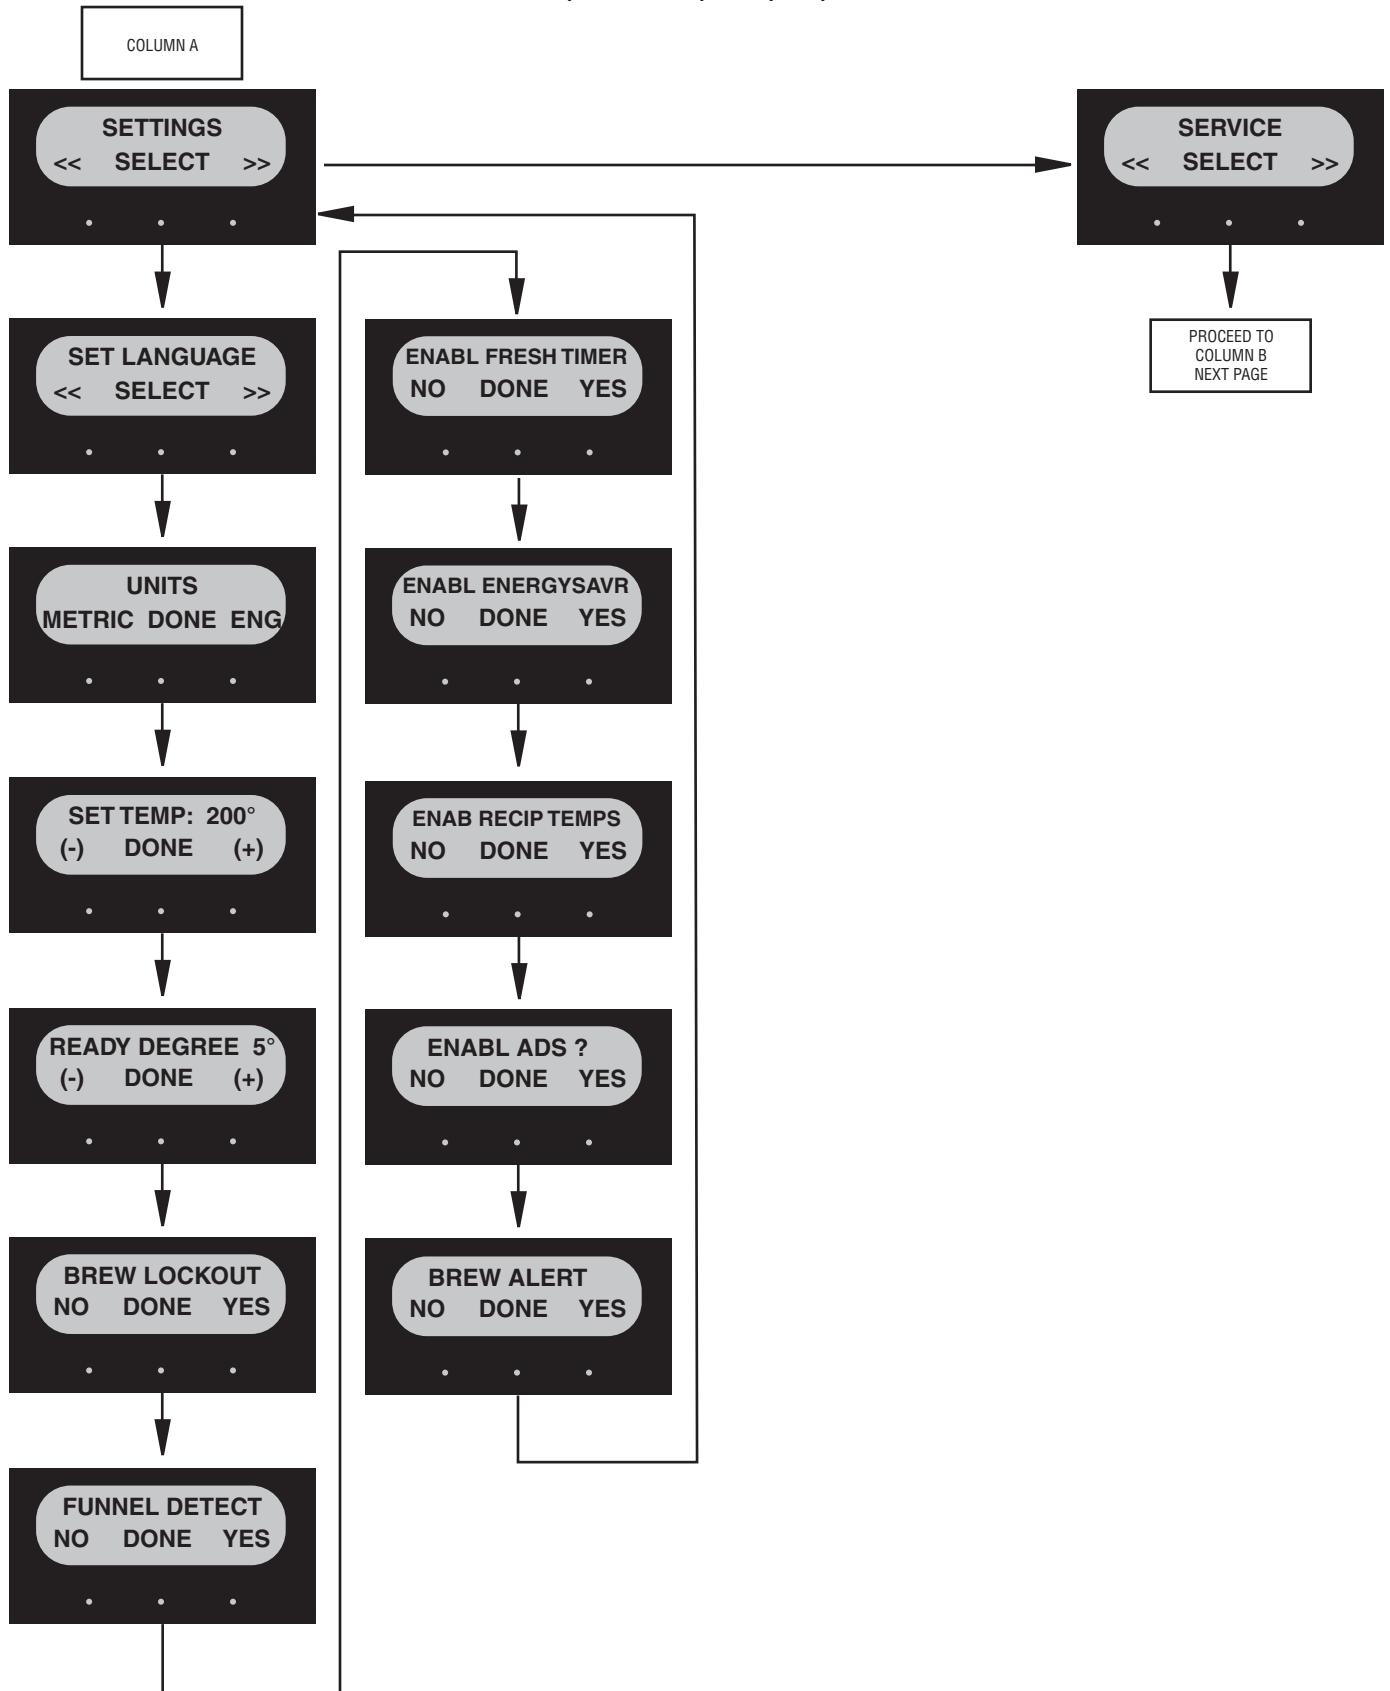 COLUMN A
SETTINGS
<< SELECT >>
SET LANGUAGE
<< SELECT >>
UNITS
METRIC DONE ENG
SET TEMP: 200°
(-) DONE (+)
READY DEGREE 5°
(-) DONE (+)
BREW LOCKOUT
NO DONE YES
FUNNEL DETECT
NO DONE YES
ENABL FRESH TIMER
NO DONE YES
ENABL ENERGYSAVR
NO DONE YES
ENAB RECIP TEMPS
NO DONE YES
ENABL ADS ?
NO DONE YES
BREW ALERT
NO DONE YES
SERVICE
<< SELECT >>
PROCEED TO
COLUMN B
NEXT PAGE